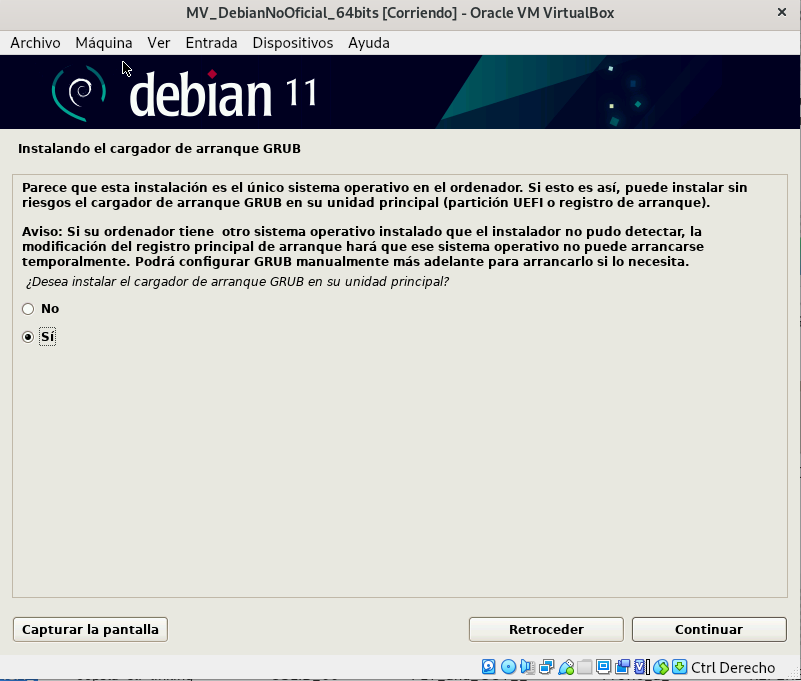 MV_DebianNoOficial_64bits [Corriendo] - Oracle VM VirtualBox
Archivo Máquina Ver Entrada Dispositivos Ayuda
debian 11
Instalando el cargador de arranque GRUB
Parece que esta instalación es el único sistema operativo en el ordenador. Si esto es así, puede instalar sin
riesgos el cargador de arranque GRUB en su unidad principal (partición UEFI o registro de arranque).
Aviso: Si su ordenador tiene  otro sistema operativo instalado que el instalador no pudo detectar, la
modificación del registro principal de arranque hará que ese sistema operativo no puede arrancarse
temporalmente. Podrá configurar GRUB manualmente más adelante para arrancarlo si lo necesita.
¿Desea instalar el cargador de arranque GRUB en su unidad principal?
No
Sí
Capturar la pantalla
Retroceder
Continuar
Ctrl Derecho